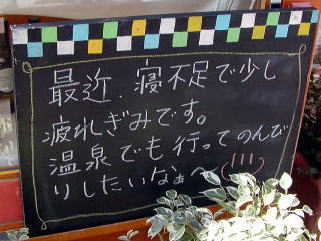 最近、寝不足で少し
疲れぎみです。
温泉でも行ってのんび
りしたいなぁ〜